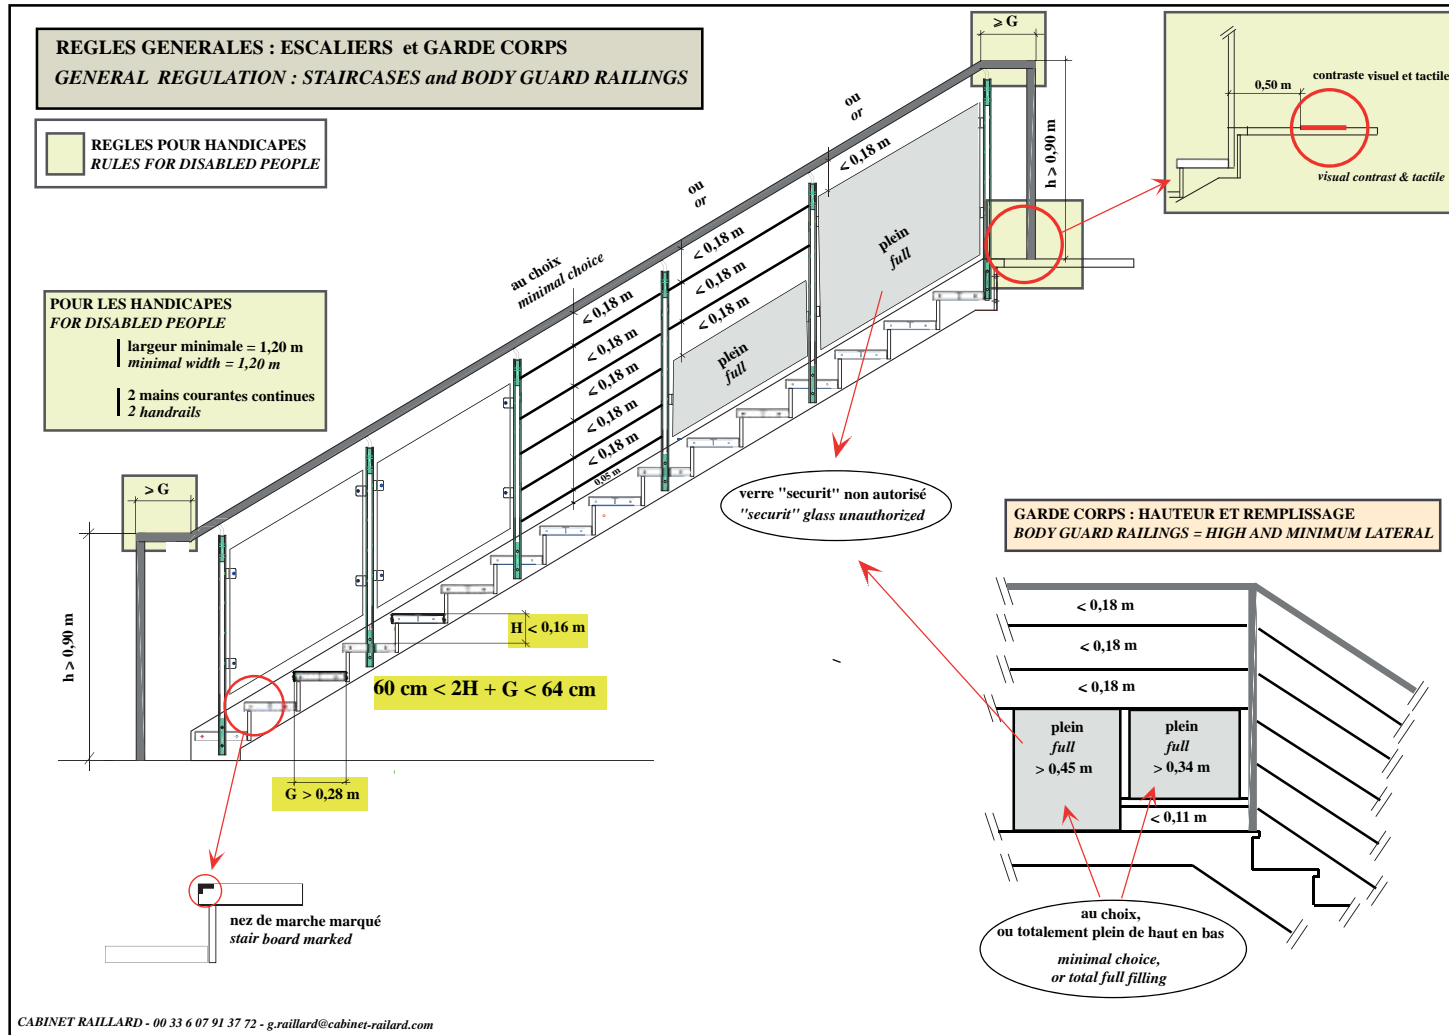 REGLES GENERALES : ESCALIERS et GARDE CORPS
GENERAL REGULATION : STAIRCASES and BODY GUARD RAILINGS
REGLES POUR HANDICAPES
RULES FOR DISABLED PEOPLE
POUR LES HANDICAPES
FOR DISABLED PEOPLE
largeur minimale = 1,20 m
minimal width = 1,20 m
2 mains courantes continues
2 handrails
≥ G
h > 0,90 m
≥ G
h > 0,90 m
0,50 m
contraste visuel et tactile
visual contrast & tactile
au choix
minimal choice
ou
or
ou
or
< 0,18 m
< 0,18 m
< 0,18 m
< 0,18 m
< 0,18 m
0,05 m
< 0,18 m
< 0,18 m
< 0,18 m
plein
full
< 0,18 m
plein
full
verre "securit" non autorisé
"securit" glass unauthorized
H < 0,16 m
60 cm < 2H + G < 64 cm
G > 0,28 m
nez de marche marqué
stair board marked
GARDE CORPS : HAUTEUR ET REMPLISSAGE
BODY GUARD RAILINGS = HIGH AND MINIMUM LATERAL
< 0,18 m
< 0,18 m
< 0,18 m
plein
full
> 0,45 m
plein
full
> 0,34 m
< 0,11 m
au choix,
ou totalement plein de haut en bas
minimal choice,
or total full filling
CABINET RAILLARD - 00 33 6 07 91 37 72 - g.raillard@cabinet-railard.com